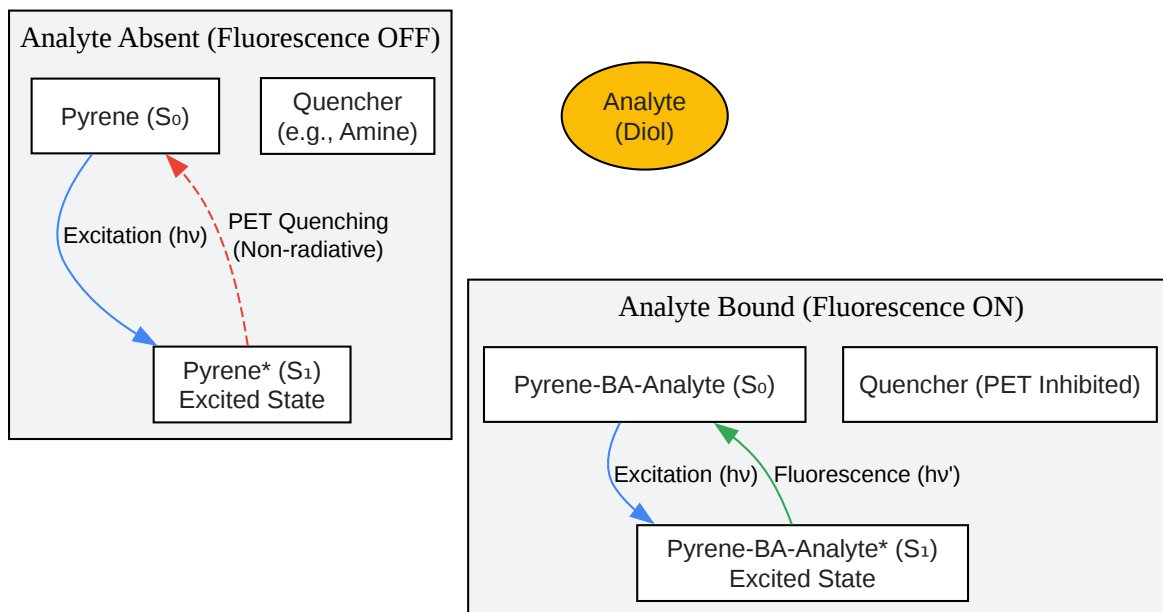 Analyte Absent (Fluorescence OFF)
Pyrene (S₀)
Quencher
(e.g., Amine)
Analyte
(Diol)
Excitation (hν)
PET Quenching
(Non-radiative)
Pyrene* (S₁)
Excited State
Analyte Bound (Fluorescence ON)
Pyrene-BA-Analyte (S₀)
Quencher (PET Inhibited)
Excitation (hν)
Fluorescence (hν')
Pyrene-BA-Analyte* (S₁)
Excited State